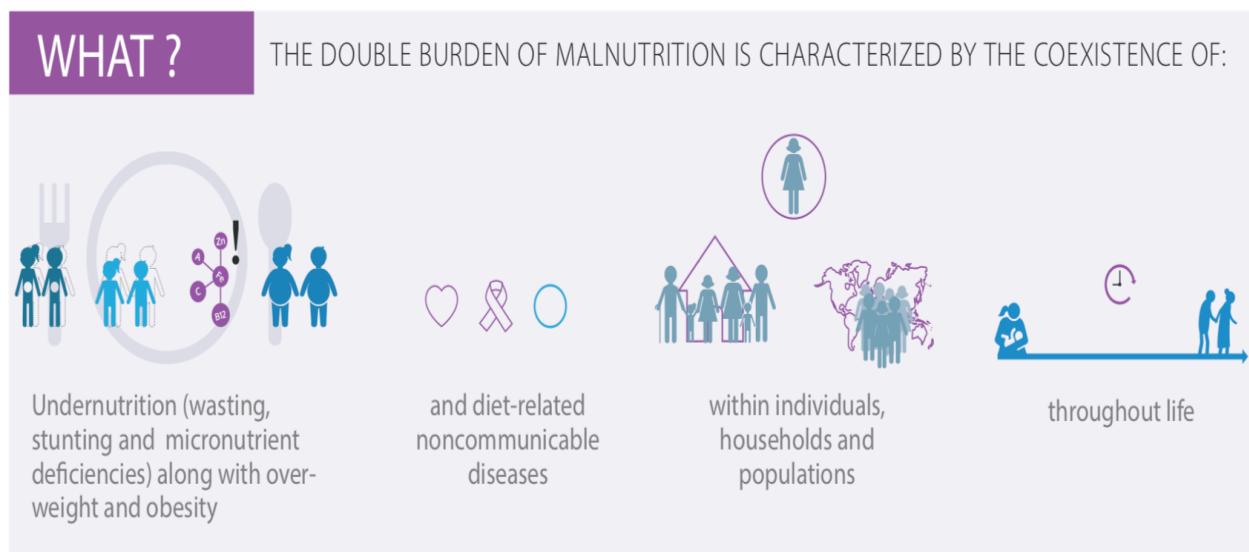 WHAT ?
THE DOUBLE BURDEN OF MALNUTRITION IS CHARACTERIZED BY THE COEXISTENCE OF:
Zn
!
A
Fe
C
B12
Undernutrition (wasting,
stunting and micronutrient
deficiencies) along with over-
weight and obesity
and diet-related
noncommunicable
diseases
within individuals,
households and
populations
throughout life